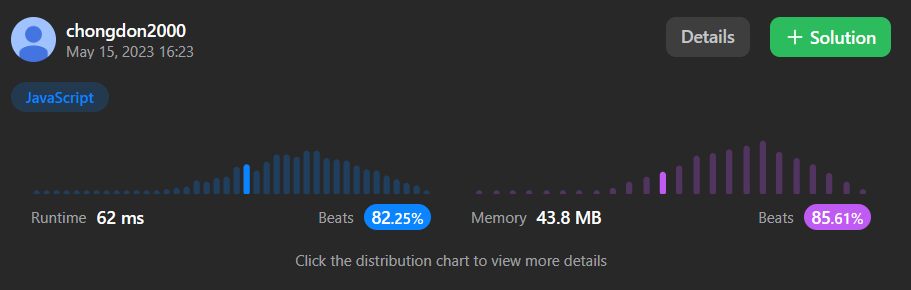 chongdon2000
May 15, 2023 16:23
Details
+ Solution
JavaScript
Runtime 62 ms
Beats 82.25%
Memory 43.8 MB
Beats 85.61%
Click the distribution chart to view more details